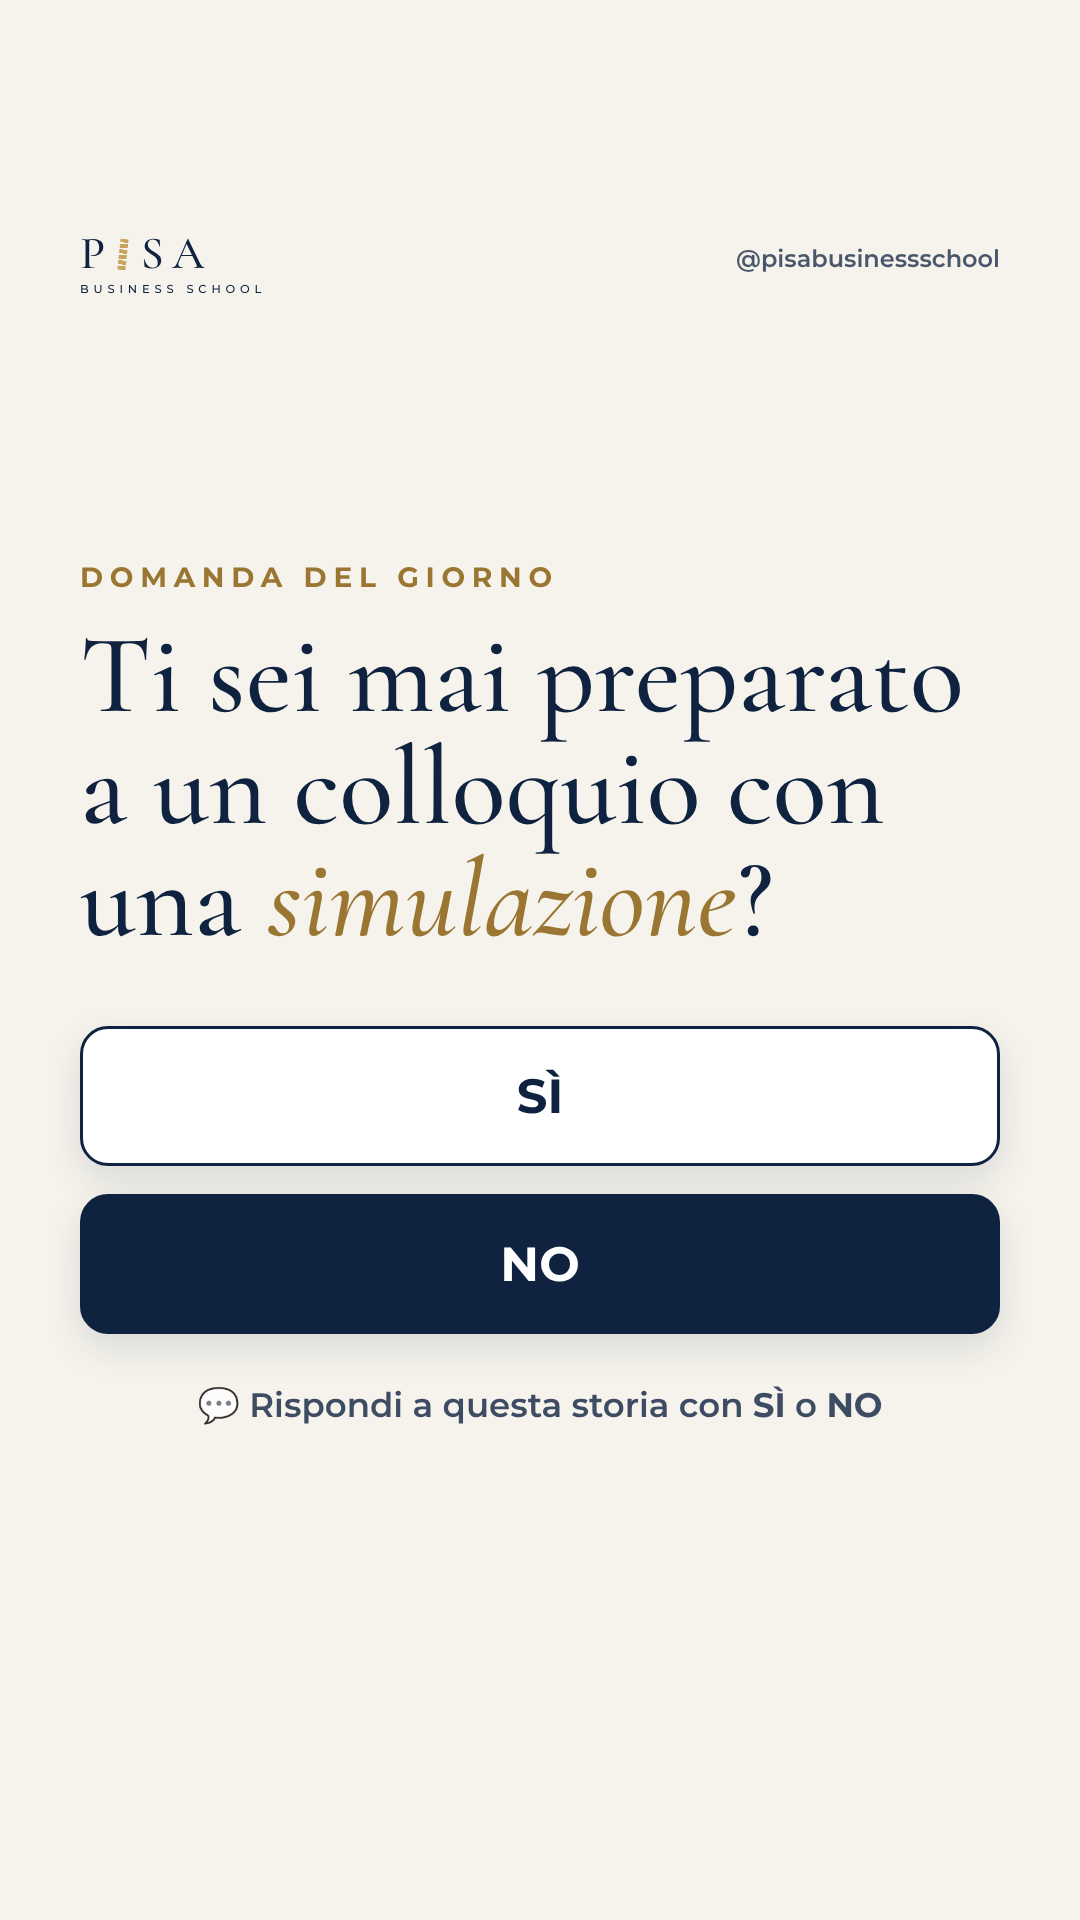 PISA
BUSINESS SCHOOL
@pisabusinessschool
DOMANDA DEL GIORNO
Ti sei mai preparato
a un colloquio con
una simulazione?
SÌ
NO
💬 Rispondi a questa storia con SÌ o NO